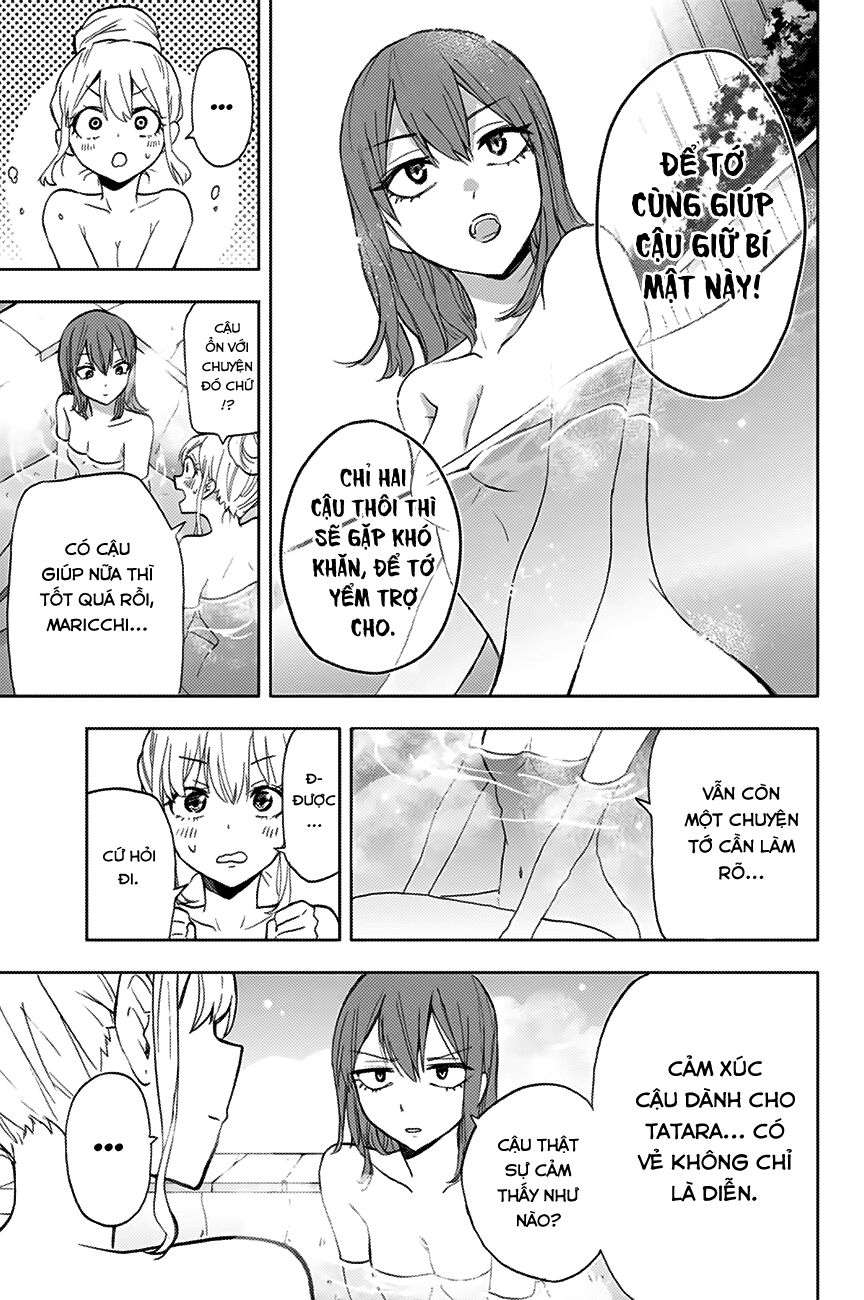 ĐỂ TỚ
CÙNG GIÚP
CẬU GIỮ BÍ
MẬT NÀY!
CHỈ HAI
CẬU THÔI THÌ
SẼ GẶP KHÓ
KHĂN, ĐỂ TỚ
YỂM TRỢ
CHO.
...
CẬU
ỔN VỚI
CHUYỆN
ĐÓ CHỨ
!?
CÓ CẬU
GIÚP NỮA THÌ
TỐT QUÁ RỒI,
MARICCHI...
VẪN CÒN
MỘT CHUYỆN
TỚ CẦN LÀM
RÕ...
Đ-
ĐƯỢC
...
CỨ HỎI
ĐI.
CẢM XÚC
CẬU DÀNH CHO
TATARA... CÓ
VẺ KHÔNG CHỈ
LÀ DIỄN.
CẬU THẬT
SỰ CẢM
THẤY NHƯ
NÀO?
...